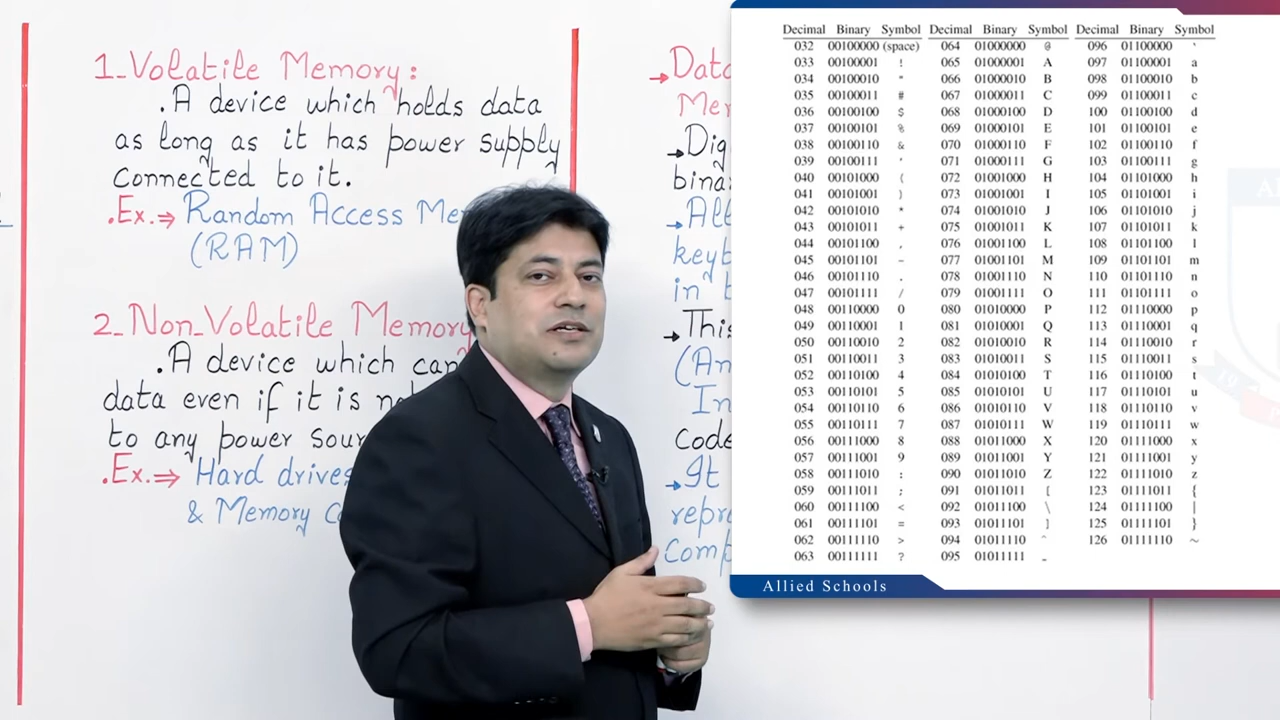 1_Volatile Memory:
.A device which holds data
as long as it has power supply
connected to it.
.Ex.⇒ Random Access Me
(RAM)
2_Non_Volatile Memory
.A device which can
data even if it is no
to any power sour
.Ex.⇒ Hard drives
& Memory C
→Data
Me
→Dig
bina
→All
keyb
in
→This
(An
In
Code
→It
repr
comp
Decimal Binary Symbol Decimal Binary Symbol Decimal Binary Symbol
032 00100000 (space) 064 01000000 @ 096 01100000 `
033 00100001 ! 065 01000001 A 097 01100001 a
034 00100010 " 066 01000010 B 098 01100010 b
035 00100011 # 067 01000011 C 099 01100011 c
036 00100100 $ 068 01000100 D 100 01100100 d
037 00100101 % 069 01000101 E 101 01100101 e
038 00100110 & 070 01000110 F 102 01100110 f
039 00100111 ' 071 01000111 G 103 01100111 g
040 00101000 ( 072 01001000 H 104 01101000 h
041 00101001 ) 073 01001001 I 105 01101001 i
042 00101010 * 074 01001010 J 106 01101010 j
043 00101011 + 075 01001011 K 107 01101011 k
044 00101100 , 076 01001100 L 108 01101100 l
045 00101101 - 077 01001101 M 109 01101101 m
046 00101110 . 078 01001110 N 110 01101110 n
047 00101111 / 079 01001111 O 111 01101111 o
048 00110000 0 080 01010000 P 112 01110000 p
049 00110001 1 081 01010001 Q 113 01110001 q
050 00110010 2 082 01010010 R 114 01110010 r
051 00110011 3 083 01010011 S 115 01110011 s
052 00110100 4 084 01010100 T 116 01110100 t
053 00110101 5 085 01010101 U 117 01110101 u
054 00110110 6 086 01010110 V 118 01110110 v
055 00110111 7 087 01010111 W 119 01110111 w
056 00111000 8 088 01011000 X 120 01111000 x
057 00111001 9 089 01011001 Y 121 01111001 y
058 00111010 : 090 01011010 Z 122 01111010 z
059 00111011 ; 091 01011011 [ 123 01111011 {
060 00111100 < 092 01011100 \ 124 01111100 |
061 00111101 = 093 01011101 ] 125 01111101 }
062 00111110 > 094 01011110 ^ 126 01111110 ~
063 00111111 ? 095 01011111 _
Allied Schools